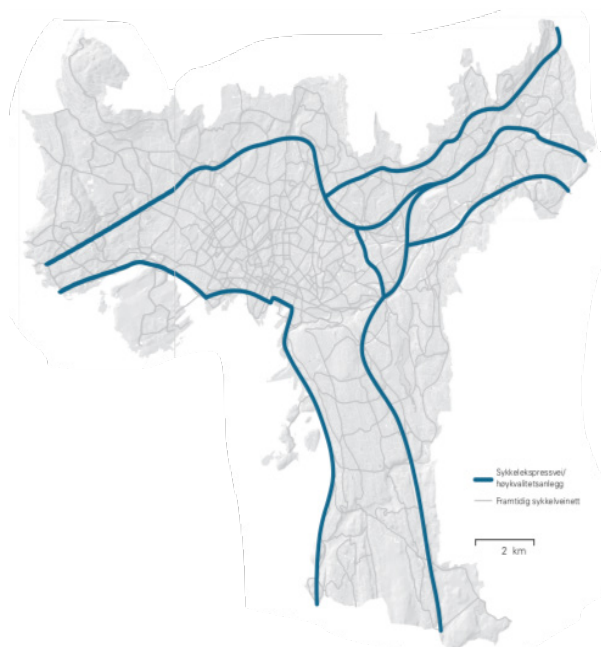 Sykkelekspressvei/
høykvalitetsanlegg
Framtidig sykkelveinett
2 km